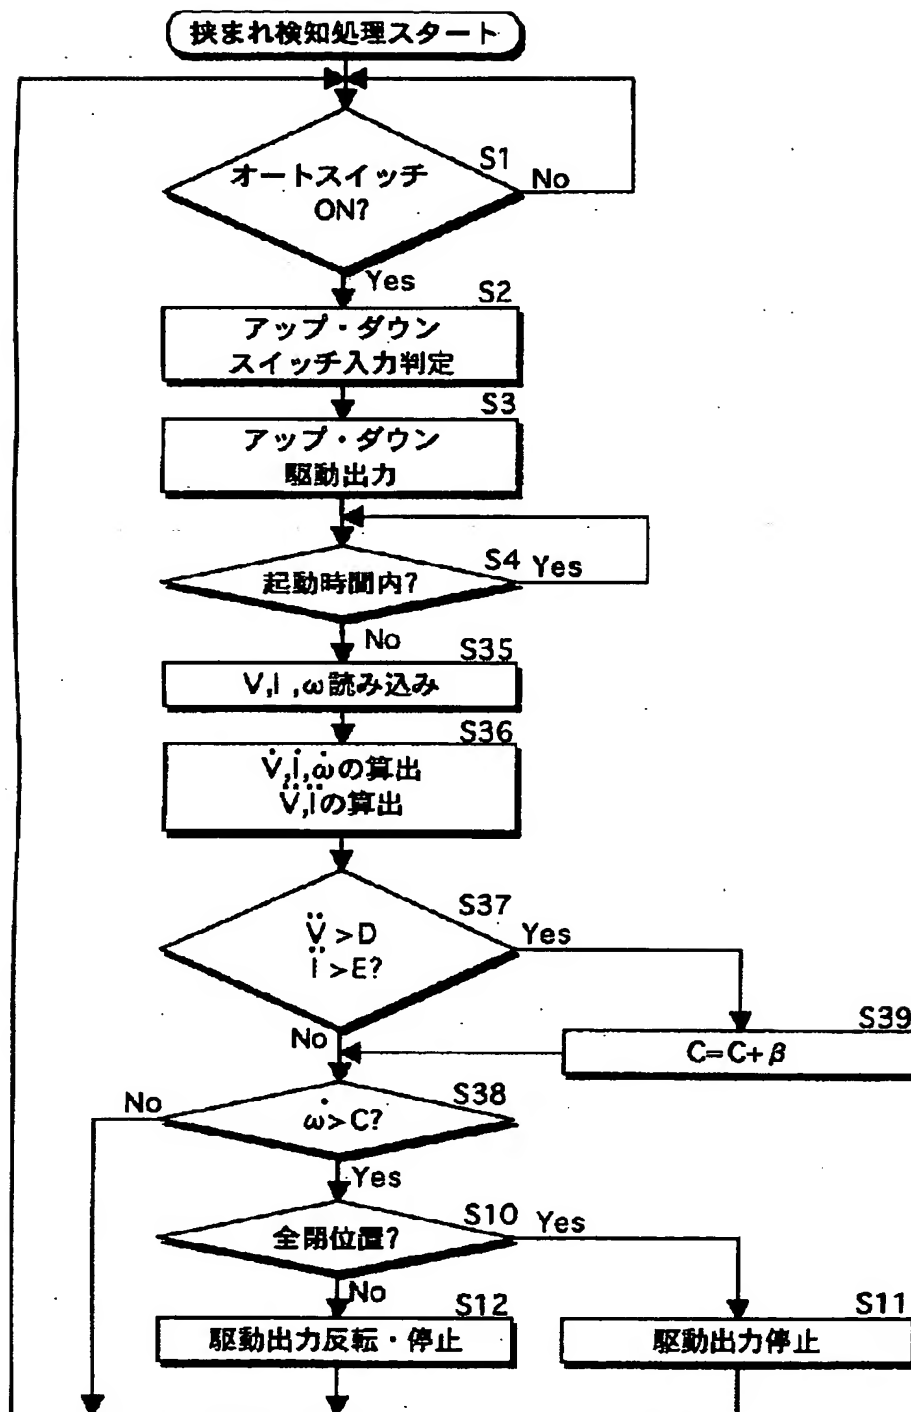 挟まれ検知処理スタート
S1
オートスイッチ
ON?
No
Yes
S2
アップ・ダウン
スイッチ入力判定
S3
アップ・ダウン
駆動出力
S4
起動時間内?
Yes
No
S35
V,I ,ω読み込み
S36
V̇,İ,ω̇の算出
V̈,Ïの算出
S37
V̈>D
Ï>E?
Yes
No
S39
C=C+β
S38
ω̇>C?
No
Yes
S10
全閉位置?
Yes
No
S12
駆動出力反転・停止
S11
駆動出力停止